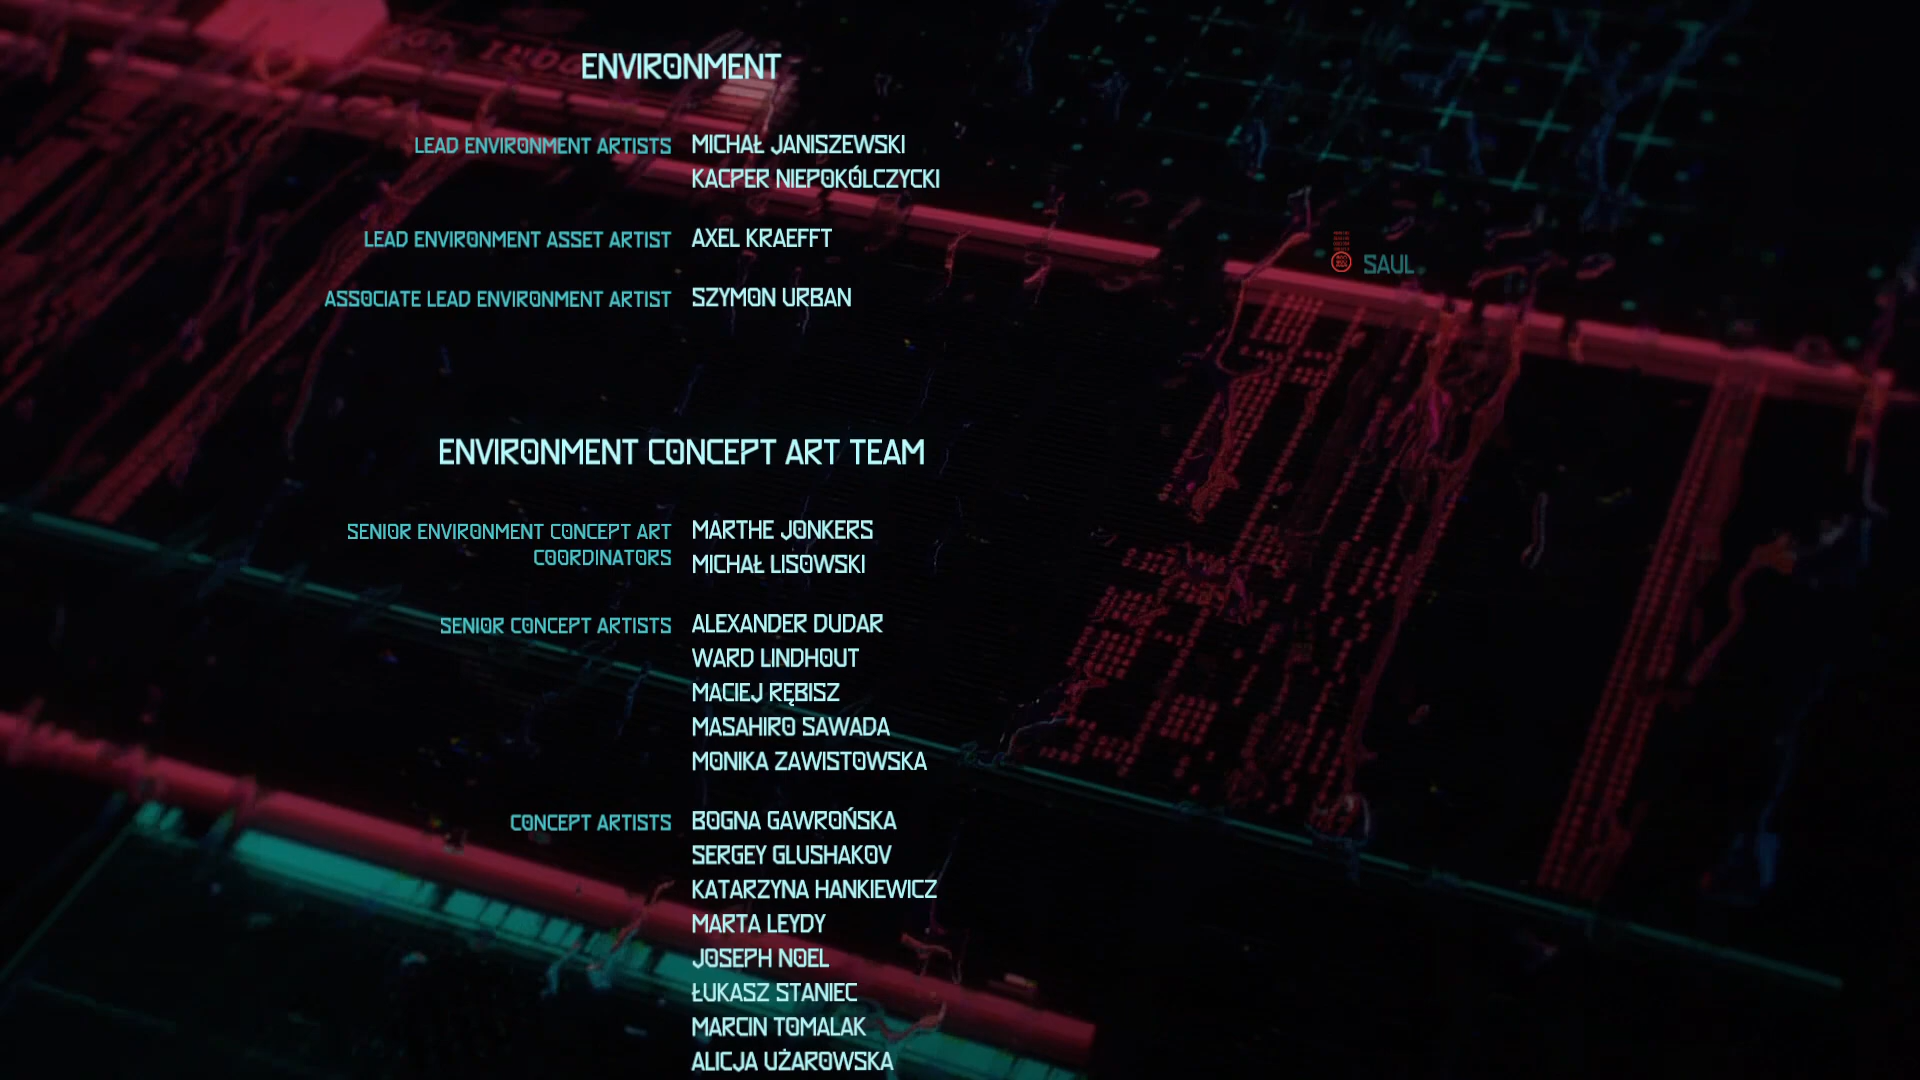 ENVIRONMENT
LEAD ENVIRONMENT ARTISTS MICHAŁ JANISZEWSKI
KACPER NIEPOKÓLCZYCKI
LEAD ENVIRONMENT ASSET ARTIST AXEL KRAEFFT
SAUL
ASSOCIATE LEAD ENVIRONMENT ARTIST SZYMON URBAN
ENVIRONMENT CONCEPT ART TEAM
SENIOR ENVIRONMENT CONCEPT ART COORDINATORS MARTHE JONKERS
MICHAŁ LISOWSKI
SENIOR CONCEPT ARTISTS ALEXANDER DUDAR
WARD LINDHOUT
MACIEJ RĘBISZ
MASAHIRO SAWADA
MONIKA ZAWISTOWSKA
CONCEPT ARTISTS BOGNA GAWROŃSKA
SERGEY GLUSHAKOV
KATARZYNA HANKIEWICZ
MARTA LEYDY
JOSEPH NOEL
ŁUKASZ STANIEC
MARCIN TOMALAK
ALICJA UŻAROWSKA